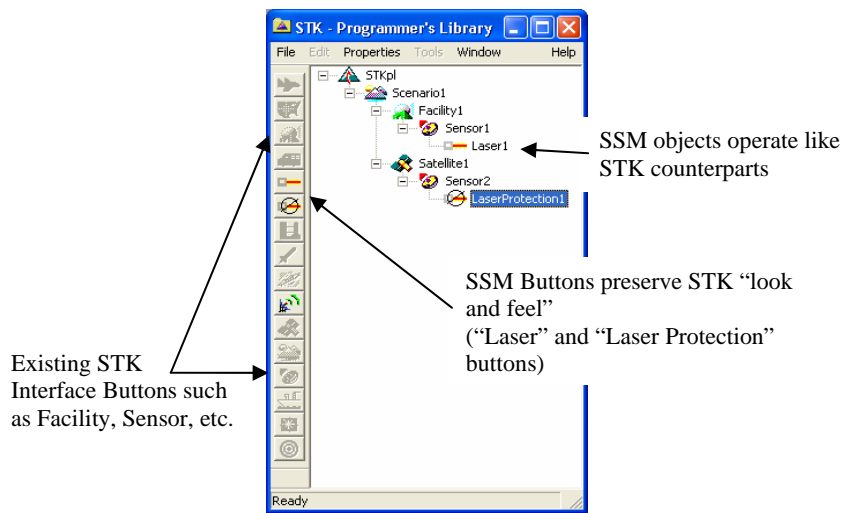 STK - Programmer's Library
File Edit Properties Tools Window Help
STKpl
Scenario1
Facility1
Sensor1
Laser1
Satellite1
Sensor2
LaserProtection1
Ready
SSM objects operate like
STK counterparts
SSM Buttons preserve STK “look
and feel”
(“Laser” and “Laser Protection”
buttons)
Existing STK
Interface Buttons such
as Facility, Sensor, etc.